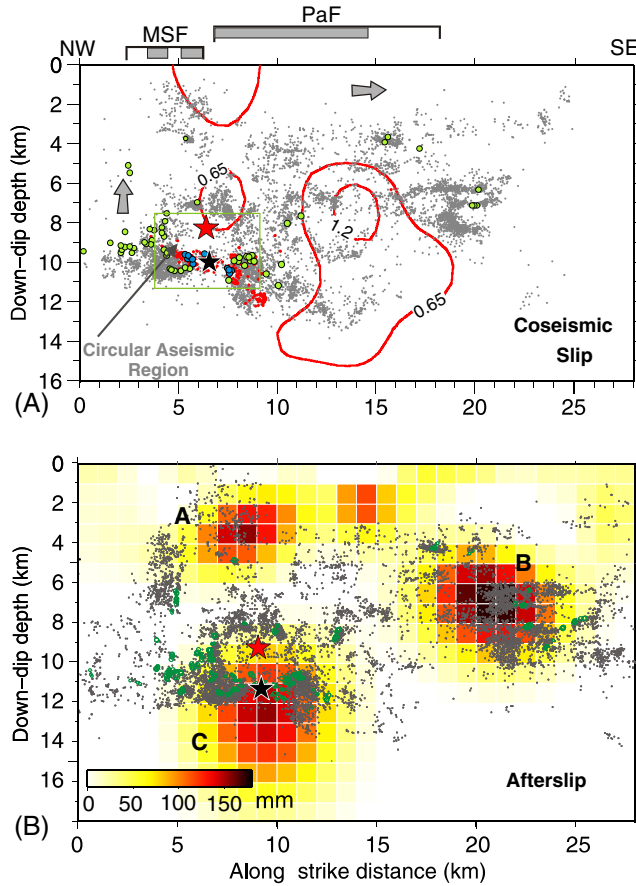 PaF
MSF
NW
SE
0
2
4
6
8
10
12
14
16
Down-dip depth (km)
0.65
1.2
0.65
Circular Aseismic
Region
Coseismic
Slip
(A)
0
5
10
15
20
25
0
2
4
6
8
10
12
14
16
Down-dip depth (km)
A
B
C
0
50
100
150
mm
Afterslip
(B)
0
5
10
15
20
25
Along strike distance (km)